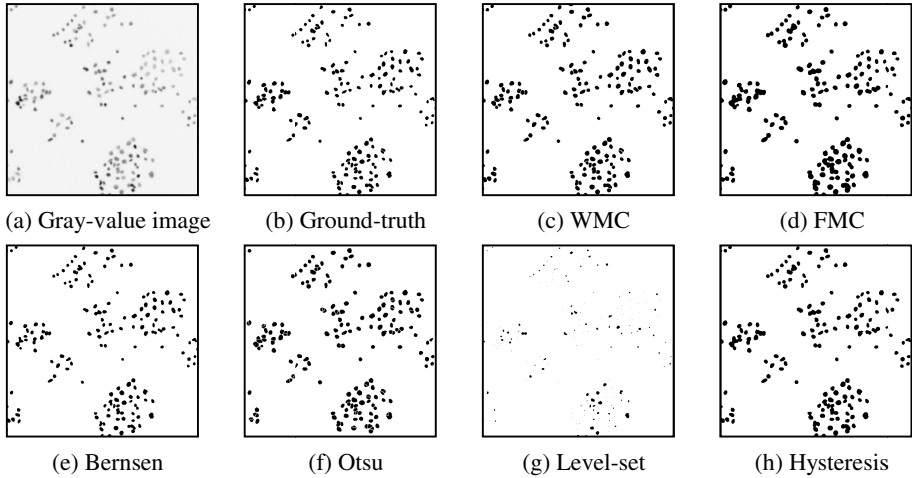 (a) Gray-value image
(b) Ground-truth
(c) WMC
(d) FMC
(e) Bernsen
(f) Otsu
(g) Level-set
(h) Hysteresis